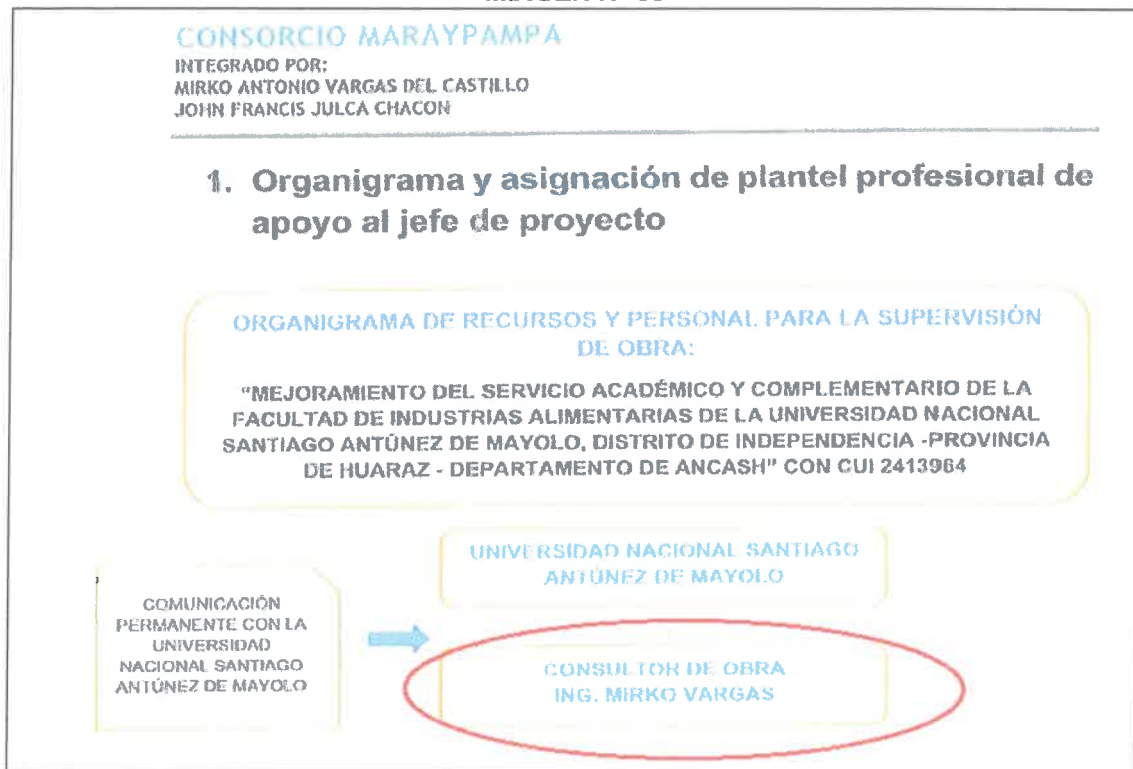 CONSORCIO MARAYPAMPA
INTEGRADO POR:
MIRKO ANTONIO VARGAS DEL CASTILLO
JOHN FRANCIS JULCA CHACON
1. Organigrama y asignación de plantel profesional de
apoyo al jefe de proyecto
ORGANIGRAMA DE RECURSOS Y PERSONAL PARA LA SUPERVISIÓN
DE OBRA:
"MEJORAMIENTO DEL SERVICIO ACADÉMICO Y COMPLEMENTARIO DE LA
FACULTAD DE INDUSTRIAS ALIMENTARIAS DE LA UNIVERSIDAD NACIONAL
SANTIAGO ANTÚNEZ DE MAYOLO, DISTRITO DE INDEPENDENCIA -PROVINCIA
DE HUARAZ - DEPARTAMENTO DE ANCASH" CON CUI 2413964
UNIVERSIDAD NACIONAL SANTIAGO
ANTÚNEZ DE MAYOLO
COMUNICACIÓN
PERMANENTE CON LA
UNIVERSIDAD
NACIONAL SANTIAGO
ANTÚNEZ DE MAYOLO
CONSULTOR DE OBRA
ING. MIRKO VARGAS